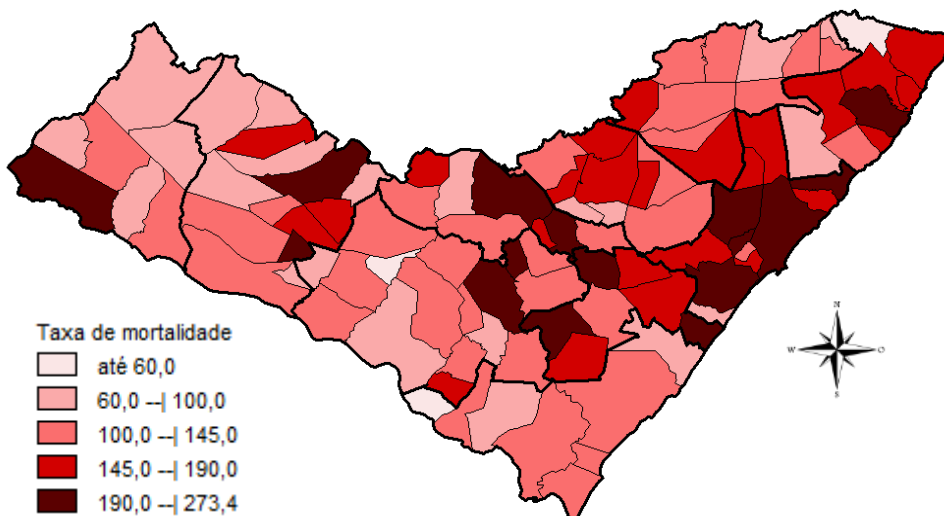 Taxa de mortalidade
até 60,0
60,0 --| 100,0
100,0 --| 145,0
145,0 --| 190,0
190,0 --| 273,4
N
W
O
S